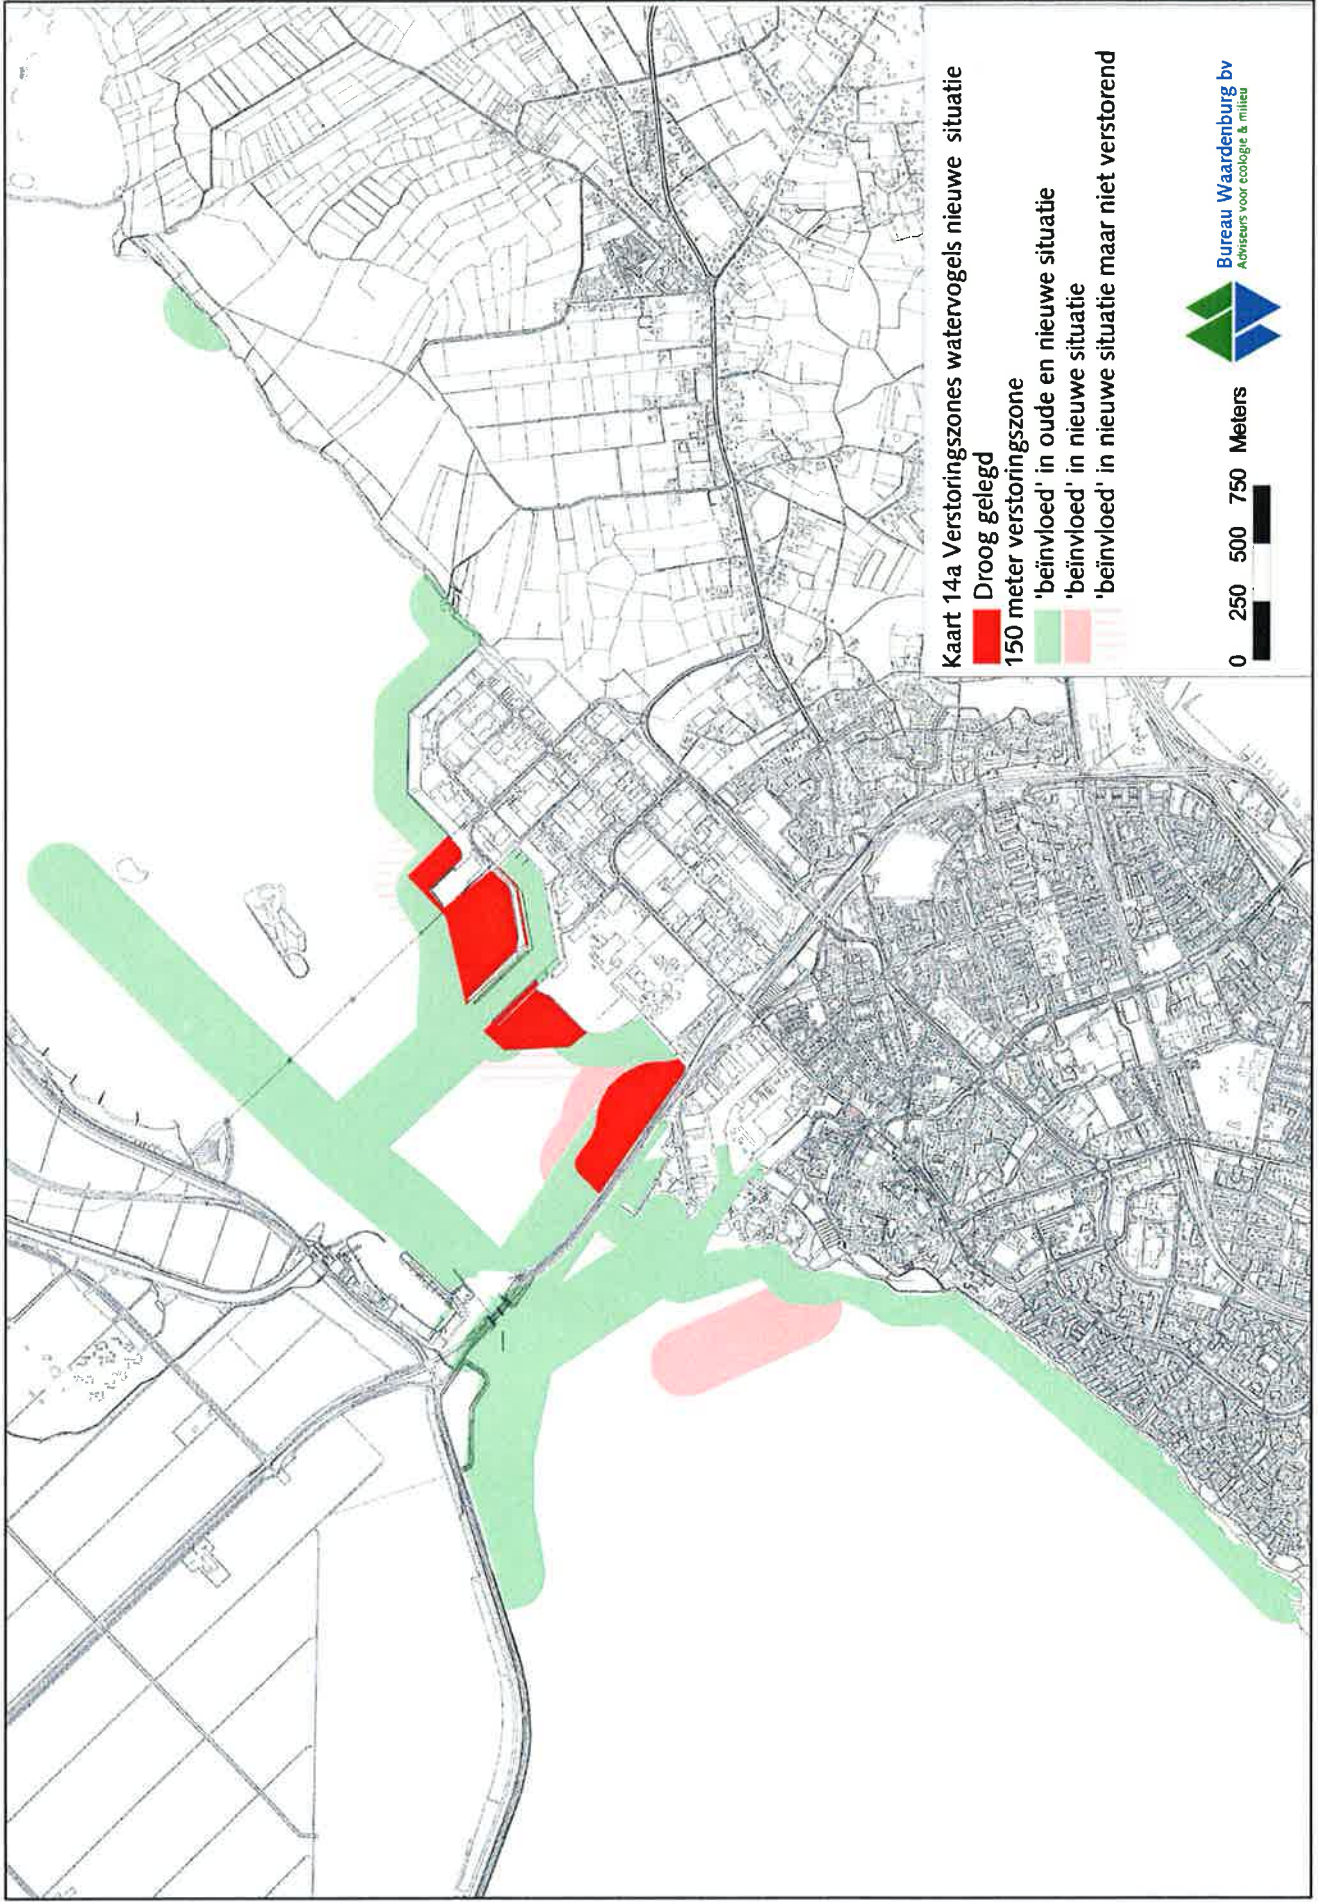 Kaart 14a Verstoringszones watervogels nieuwe situatie
Droog gelegd
150 meter verstoringszone
'beïnvloed' in oude en nieuwe situatie
'beïnvloed' in nieuwe situatie
'beïnvloed' in nieuwe situatie maar niet verstorend
0 250 500 750 Meters
Bureau Waardenburg bv
Adviseurs voor ecologie & milieu